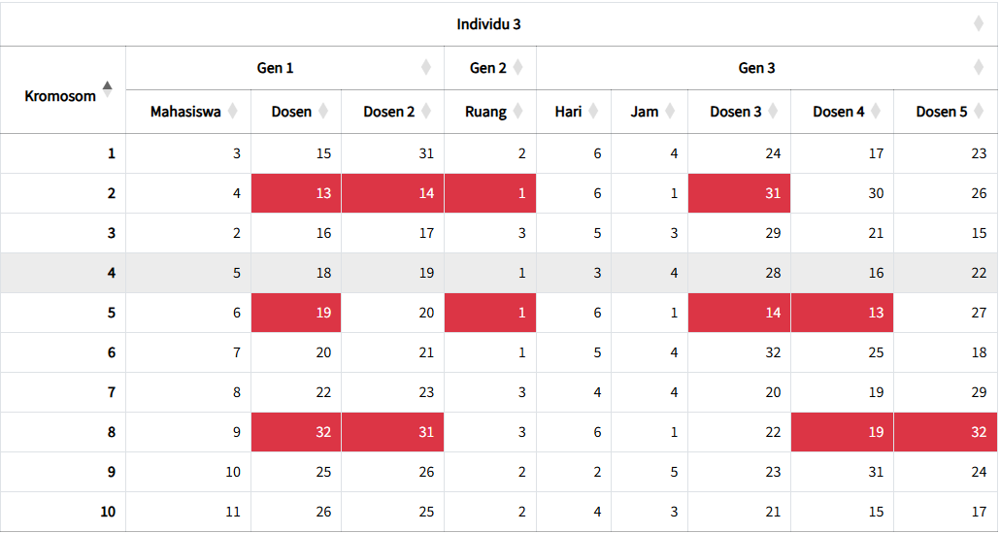 Individu 3
Gen 1 Gen 2 Gen 3
Kromosom
Mahasiswa Dosen Dosen 2 Ruang Hari Jam Dosen 3 Dosen 4 Dosen 5
1 3 15 31 2 6 4 24 17 23
2 4 13 14 1 6 1 31 30 26
3 2 16 17 3 5 3 29 21 15
4 5 18 19 1 3 4 28 16 22
5 6 19 20 1 6 1 14 13 27
6 7 20 21 1 5 4 32 25 18
7 8 22 23 3 4 4 20 19 29
8 9 32 31 3 6 1 22 19 32
9 10 25 26 2 2 5 23 31 24
10 11 26 25 2 4 3 21 15 17